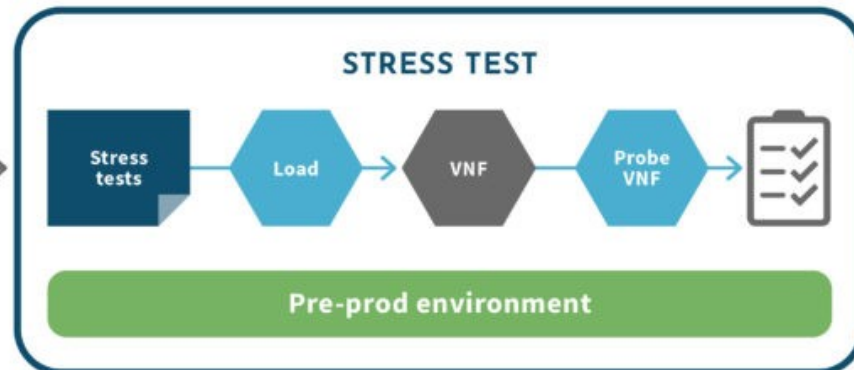 STRESS TEST
Stress
tests
Load
VNF
Probe
VNF
Pre-prod environment